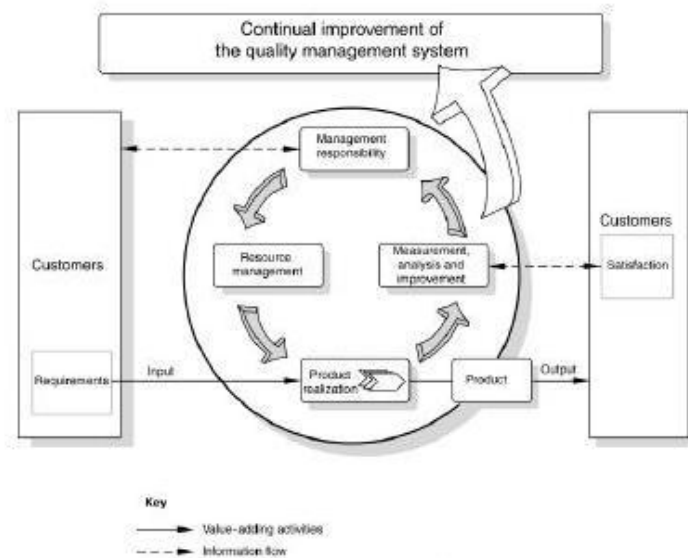 Continual improvement of
the quality management system
Management
responsibility
Customers
Resource
management
Measurement,
analysis and
improvement
Customers
Satisfaction
Requirements
Input
Product
realization
Product
Output
Key
Value-adding activities
Information flow